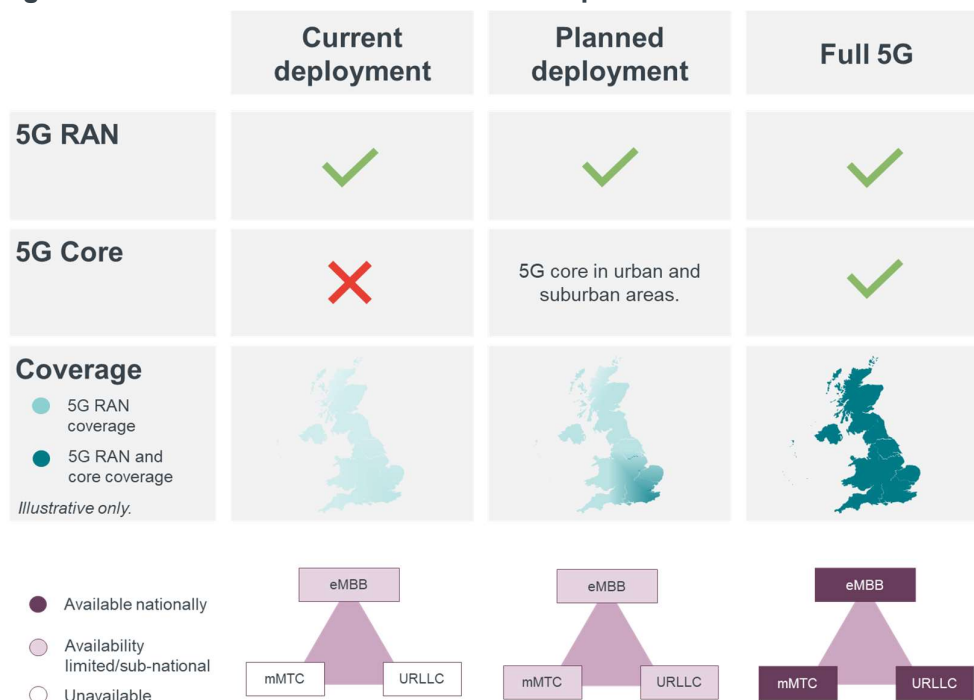 Current
deployment
Planned
deployment
Full 5G
5G RAN
5G Core
5G core in urban and
suburban areas.
Coverage
5G RAN
coverage
5G RAN and
core coverage
Illustrative only.
Available nationally
Availability
limited/sub-national
Unavailable
eMBB
mMTC
URLLC
eMBB
mMTC
URLLC
eMBB
mMTC
URLLC